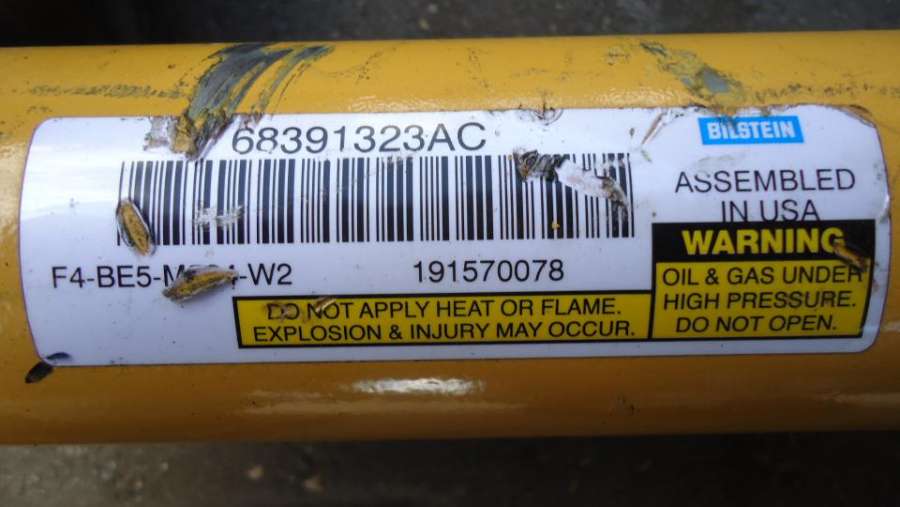 68391323AC
BILSTEIN
ASSEMBLED
IN USA
191570078
DO NOT APPLY HEAT OR FLAME.
EXPLOSION & INJURY MAY OCCUR.
WARNING
OIL & GAS UNDER
HIGH PRESSURE.
DO NOT OPEN.